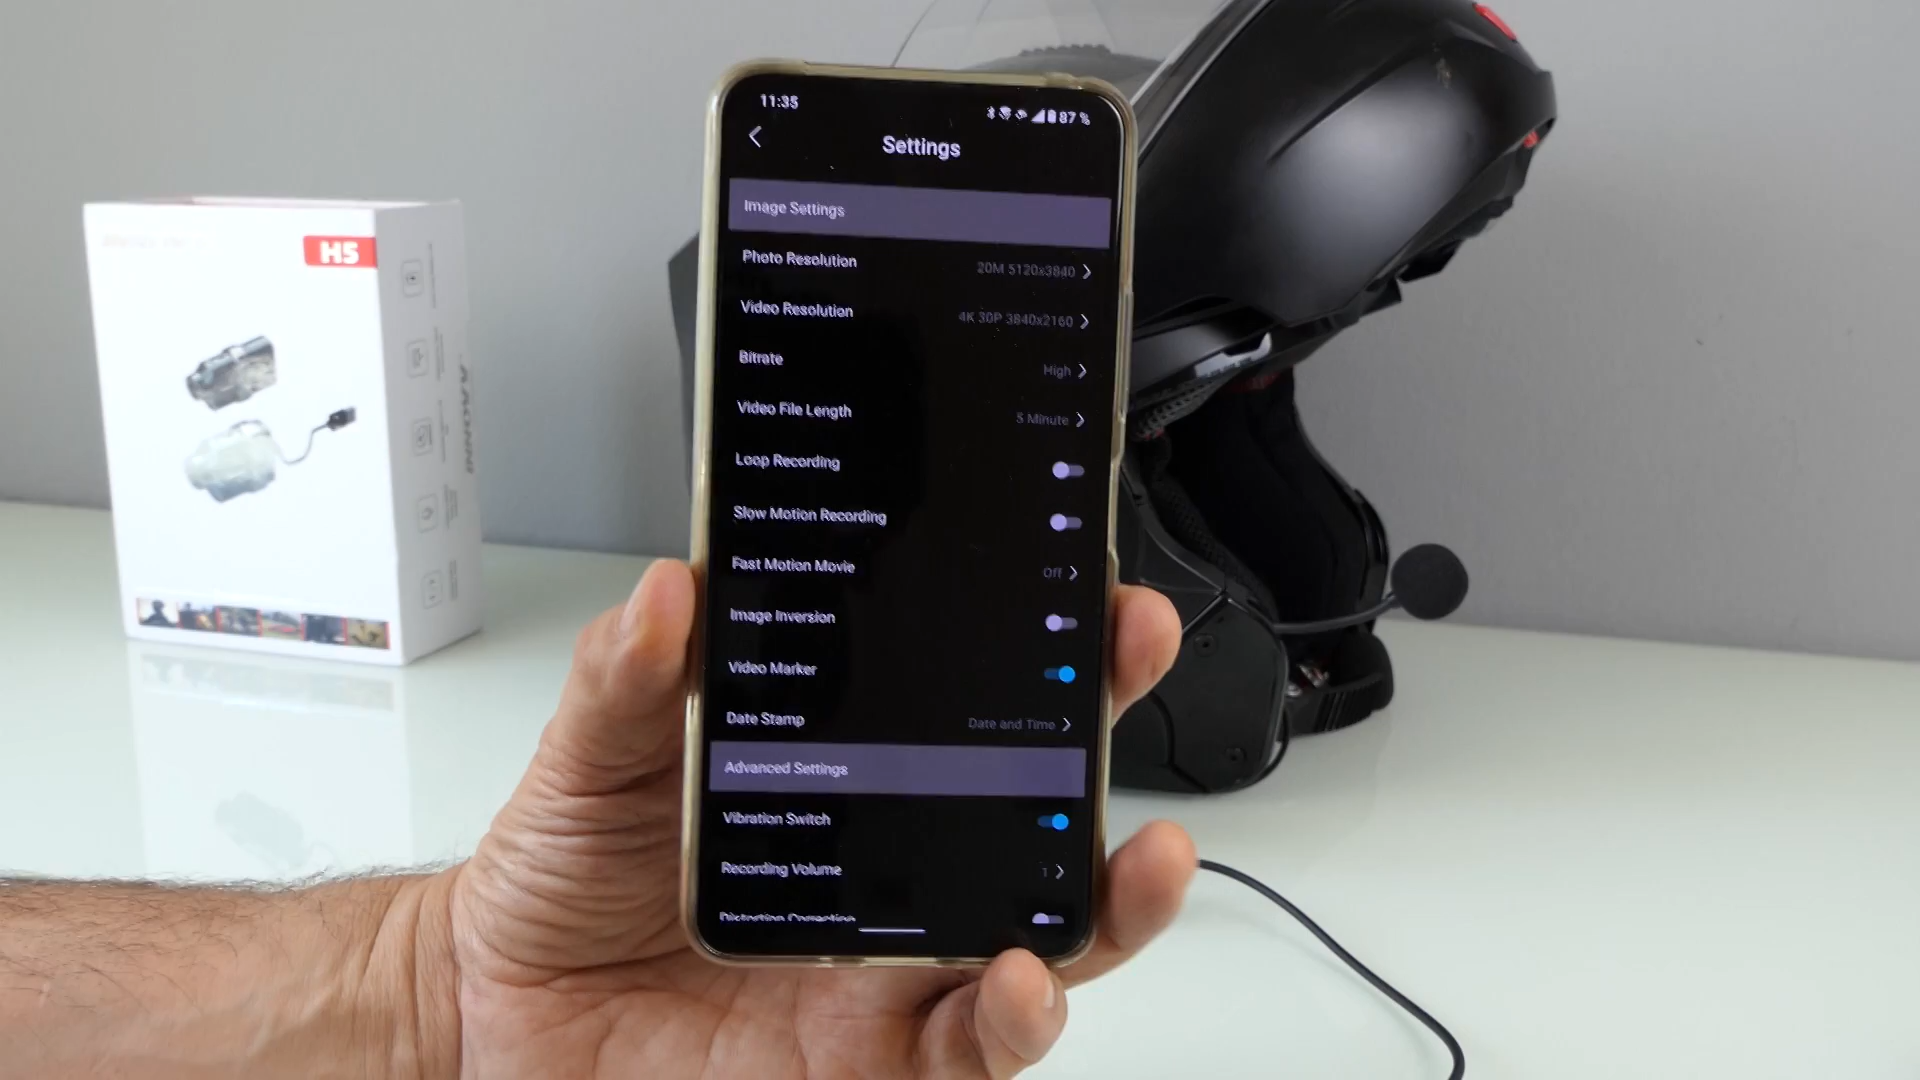 11:35
87 %
Settings
Image Settings
Photo Resolution 20M 5120x3840
Video Resolution 4K 30P 3840x2160
Bitrate High
Video File Length 5 Minute
Loop Recording
Slow Motion Recording
Fast Motion Movie Off
Image Inversion
Video Marker
Date Stamp Date and Time
Advanced Settings
Vibration Switch
Recording Volume 1
Distortion Correction
H5